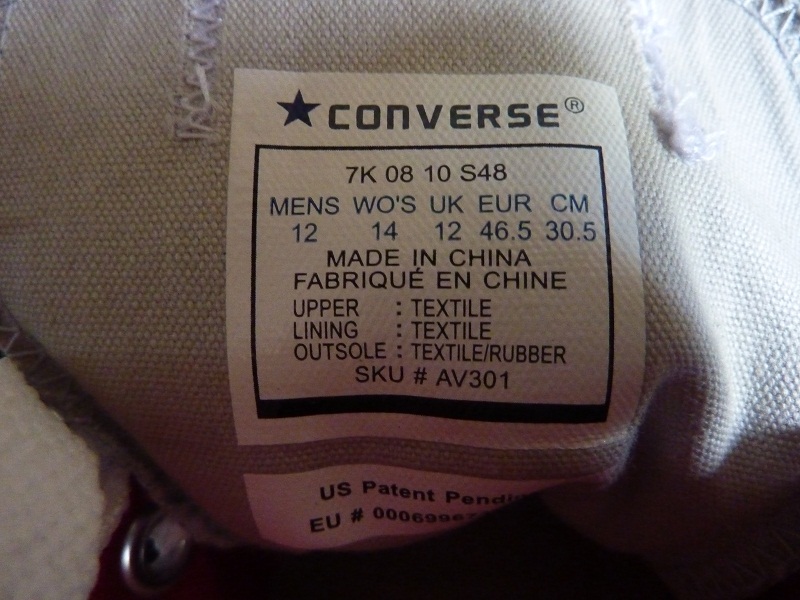 CONVERSE®
7K 08 10 S48
MENS WO'S UK EUR CM
12 14 12 46.5 30.5
MADE IN CHINA
FABRIQUÉ EN CHINE
UPPER : TEXTILE
LINING : TEXTILE
OUTSOLE : TEXTILE/RUBBER
SKU # AV301
US Patent
EU #